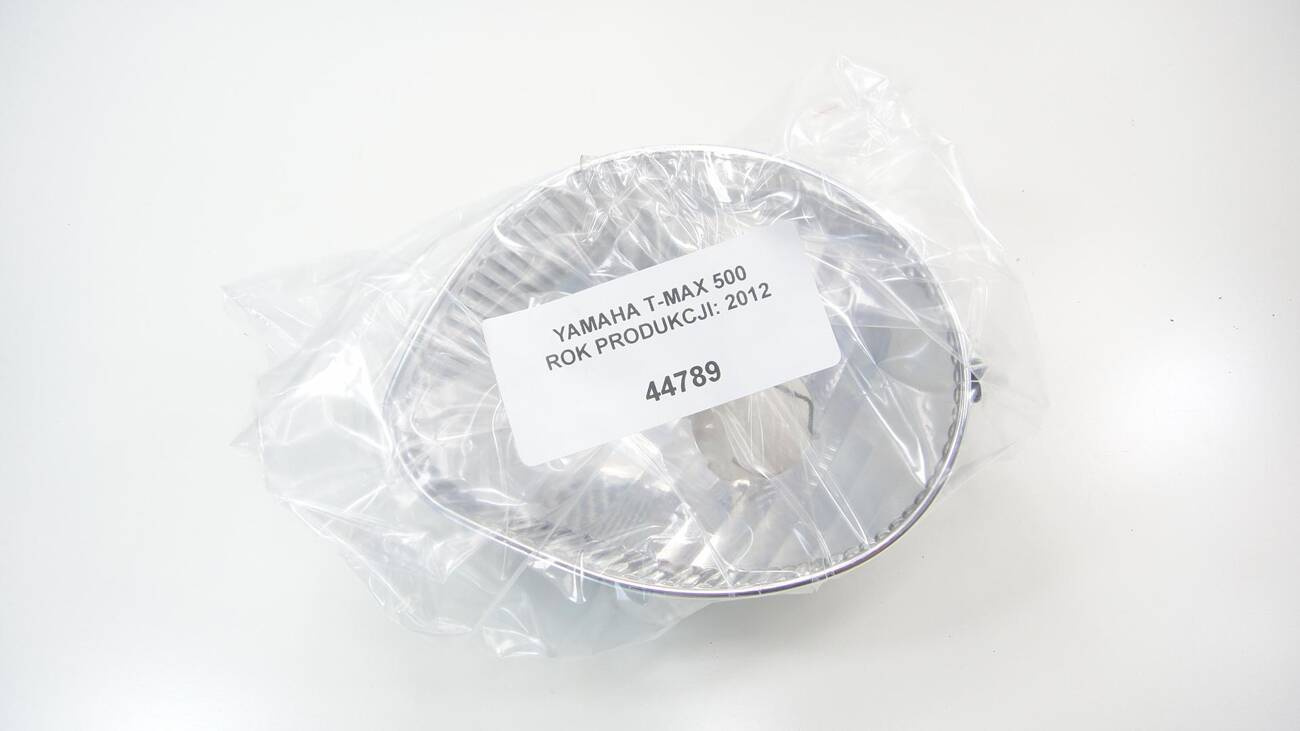 YAMAHA T-MAX 500
ROK PRODUKCJI: 2012
44789